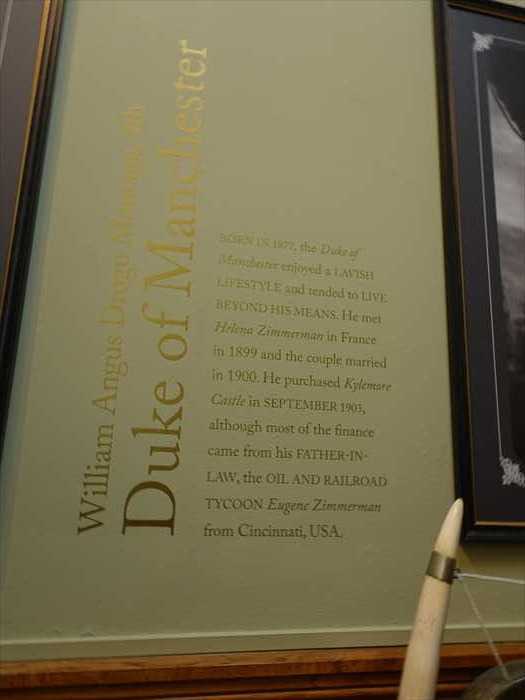 William Angus Drogo Montagu, 9th
Duke of Manchester
BORN IN 1877, the Duke of
Manchester enjoyed a LAVISH
LIFESTYLE and tended to LIVE
BEYOND HIS MEANS. He met
Helena Zimmerman in France
in 1899 and the couple married
in 1900. He purchased Kylemore
Castle in SEPTEMBER 1903,
although most of the finance
came from his FATHER-IN-
LAW, the OIL AND RAILROAD
TYCOON Eugene Zimmerman
from Cincinnati, USA.